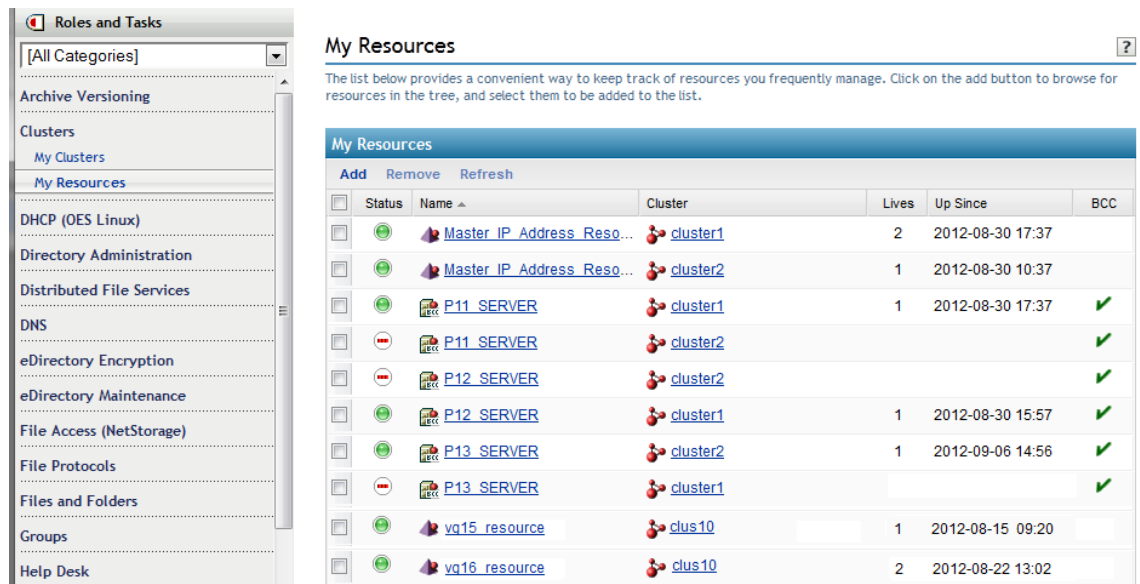 Roles and Tasks
[All Categories]
Archive Versioning
Clusters
My Clusters
My Resources
DHCP (OES Linux)
Directory Administration
Distributed File Services
DNS
eDirectory Encryption
eDirectory Maintenance
File Access (NetStorage)
File Protocols
Files and Folders
Groups
Help Desk
My Resources ?
The list below provides a convenient way to keep track of resources you frequently manage. Click on the add button to browse for
resources in the tree, and select them to be added to the list.
My Resources
Add Remove Refresh
Status Name Cluster Lives Up Since BCC
Master_IP_Address_Reso... cluster1 2 2012-08-30 17:37
Master_IP_Address_Reso... cluster2 1 2012-08-30 10:37
BCC P11_SERVER cluster1 1 2012-08-30 17:37
BCC P11_SERVER cluster2
BCC P12_SERVER cluster2
BCC P12_SERVER cluster1 1 2012-08-30 15:57
BCC P13_SERVER cluster2 1 2012-09-06 14:56
BCC P13_SERVER cluster1
vg15_resource clus10 1 2012-08-15 09:20
vg16_resource clus10 2 2012-08-22 13:02